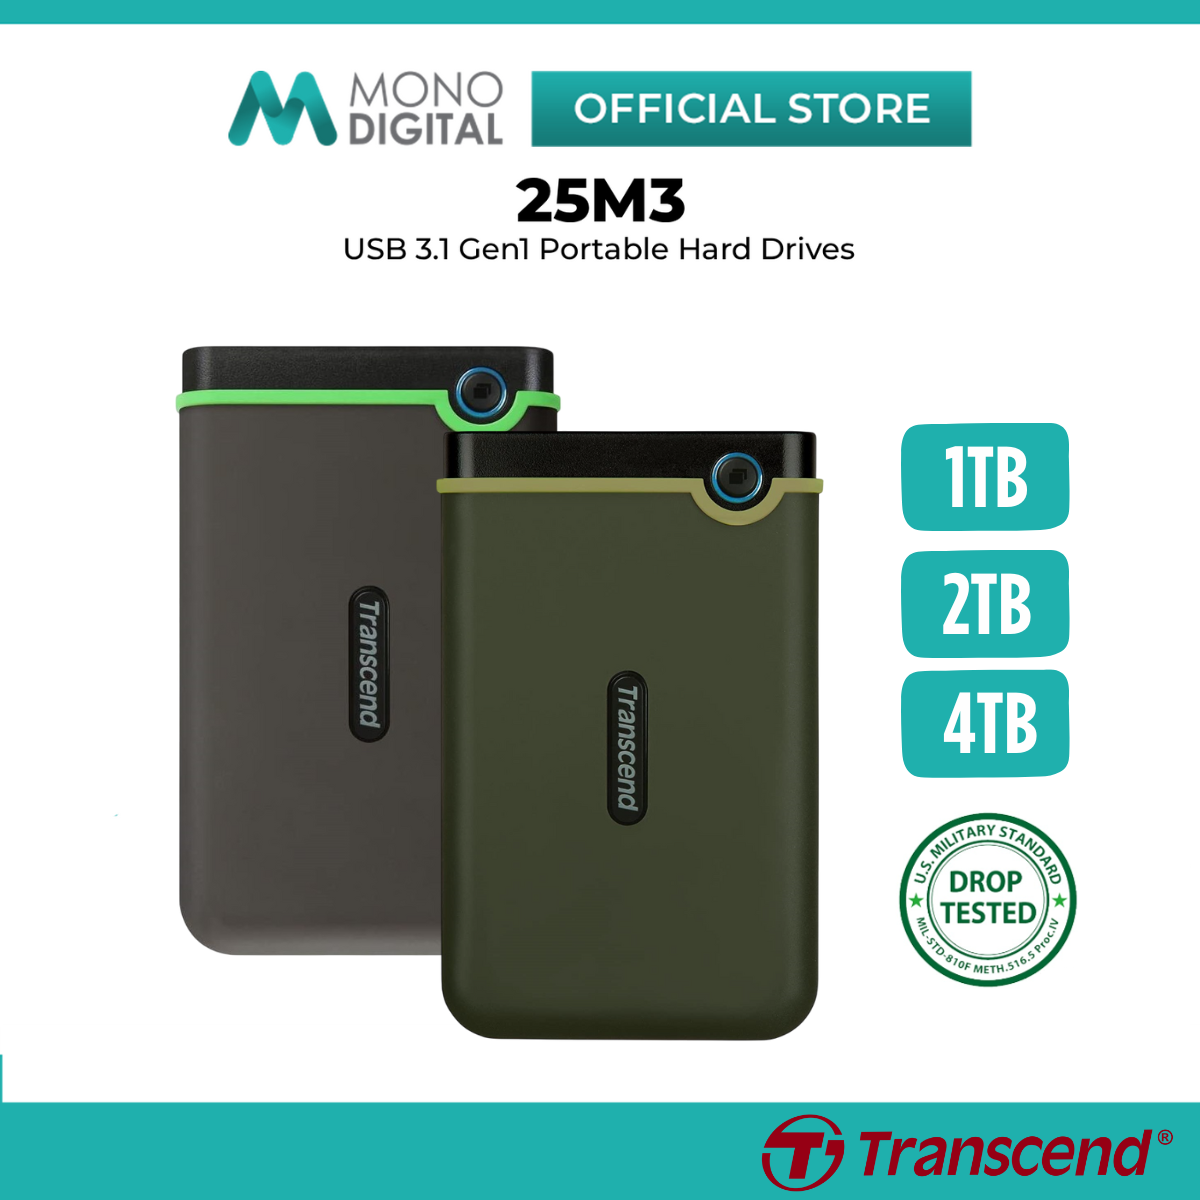 MONO
DIGITAL
OFFICIAL STORE
25M3
USB 3.1 Gen1 Portable Hard Drives
Transcend
Transcend
1TB
2TB
4TB
U.S. MILITARY STANDARD
DROP
TESTED
MIL-STD-810F METH.516.5 Proc.IV
Transcend®